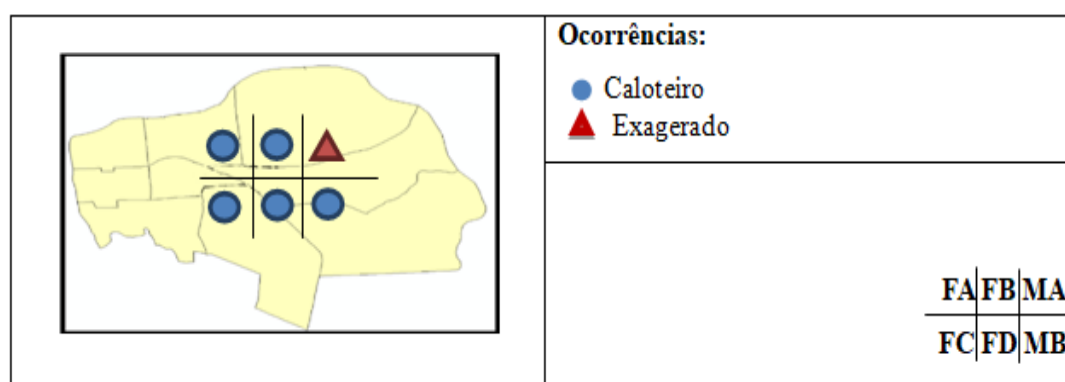 Ocorrências:
Caloteiro
Exagerado
FA FB MA
FC FD MB